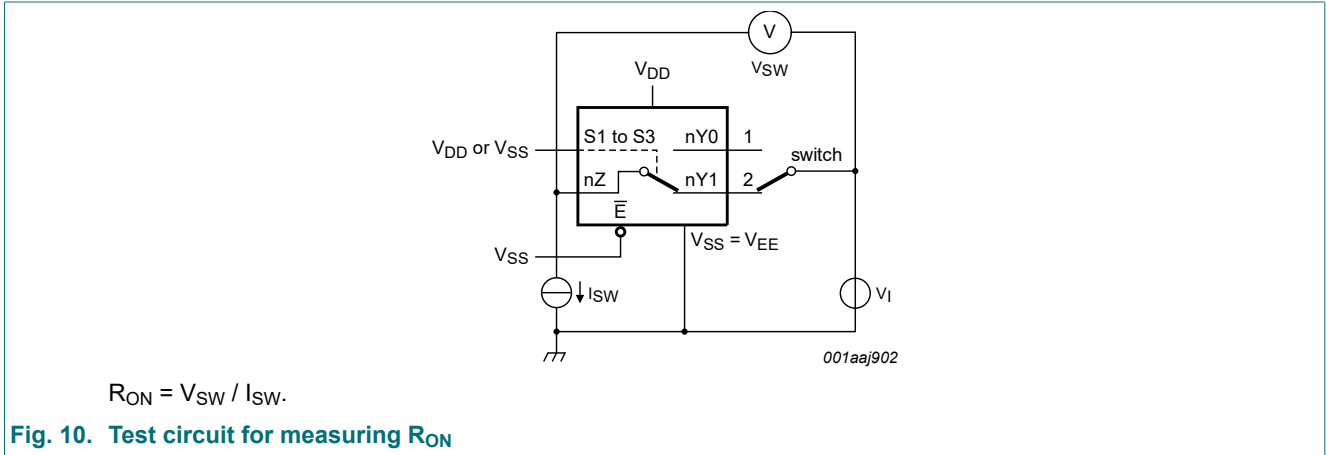 V
VSW
VDD
VDD or VSS
S1 to S3
nY0
1
switch
nZ
nY1
2
E̅
VSS = VEE
VSS
ISW
VI
001aaj902
RON = VSW / ISW.
Fig. 10. Test circuit for measuring RON